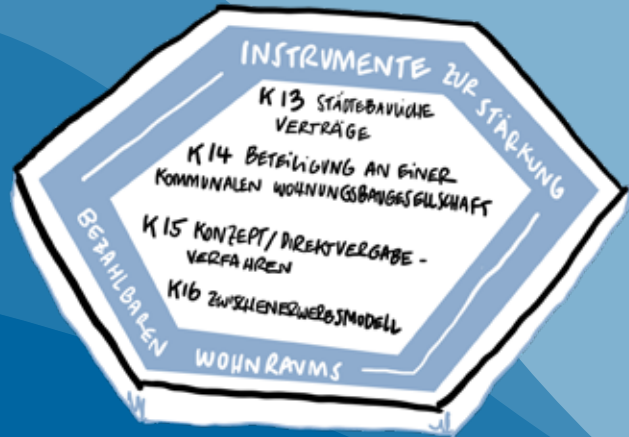 INSTRUMENTE ZUR STÄRKUNG
K13 STÄDTEBAULICHE
VERTRÄGE
K14 BETEILIGUNG AN EINER
KOMMUNALEN WOHNUNGSBAUGESELLSCHAFT
K15 KONZEPT/DIREKTVERGABE-
VERFAHREN
K16 ZWISCHENERWERBSMODELL
BEZAHLBAREN
WOHNRAUMS